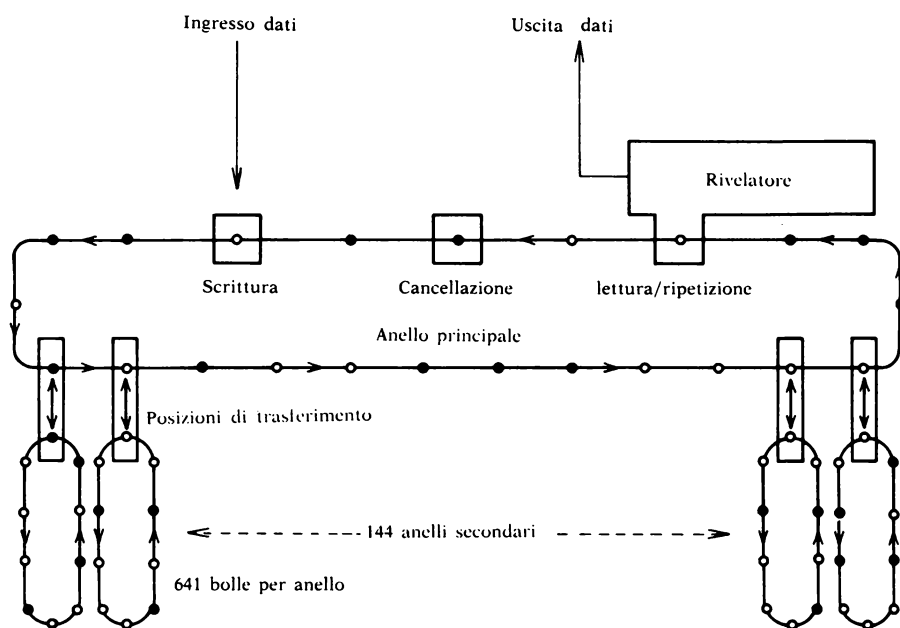 Ingresso dati
Uscita dati
Rivelatore
Scrittura
Cancellazione
lettura/ripetizione
Anello principale
Posizioni di trasferimento
144 anelli secondari
641 bolle per anello